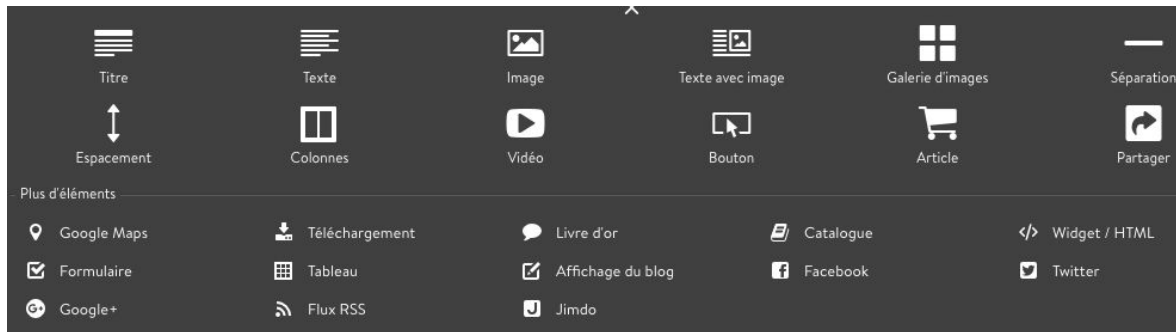 Titre Texte Image Texte avec image Galerie d'images Séparation
Espacement Colonnes Vidéo Bouton Article Partager
Plus d'éléments
Google Maps Téléchargement Livre d'or Catalogue Widget / HTML
Formulaire Tableau Affichage du blog Facebook Twitter
Google+ Flux RSS Jimdo